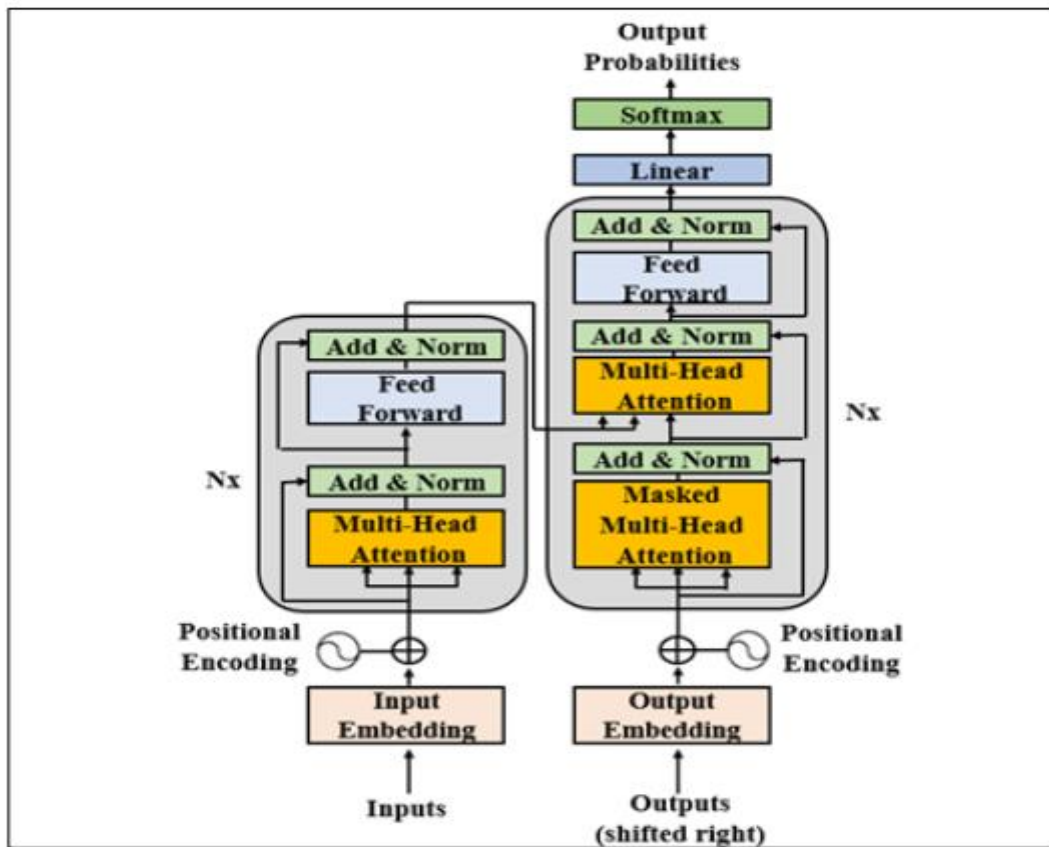 Output
Probabilities
Softmax
Linear
Add & Norm
Feed
Forward
Add & Norm
Multi-Head
Attention
Nx
Add & Norm
Masked
Multi-Head
Attention
Add & Norm
Feed
Forward
Nx
Add & Norm
Multi-Head
Attention
Positional
Encoding
Positional
Encoding
Input
Embedding
Output
Embedding
Inputs
Outputs
(shifted right)